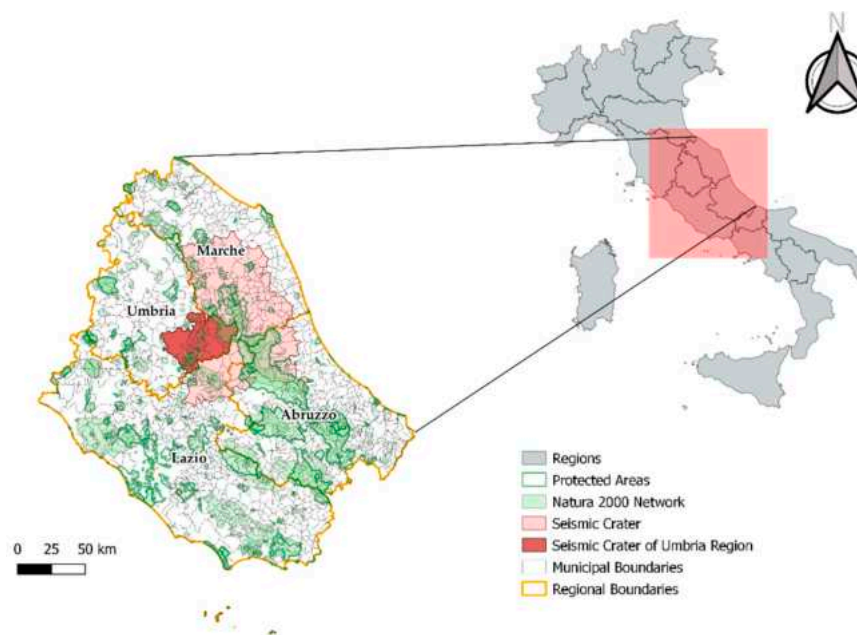 N
Marche
Umbria
Abruzzo
Lazio
0 25 50 km
Regions
Protected Areas
Natura 2000 Network
Seismic Crater
Seismic Crater of Umbria Region
Municipal Boundaries
Regional Boundaries